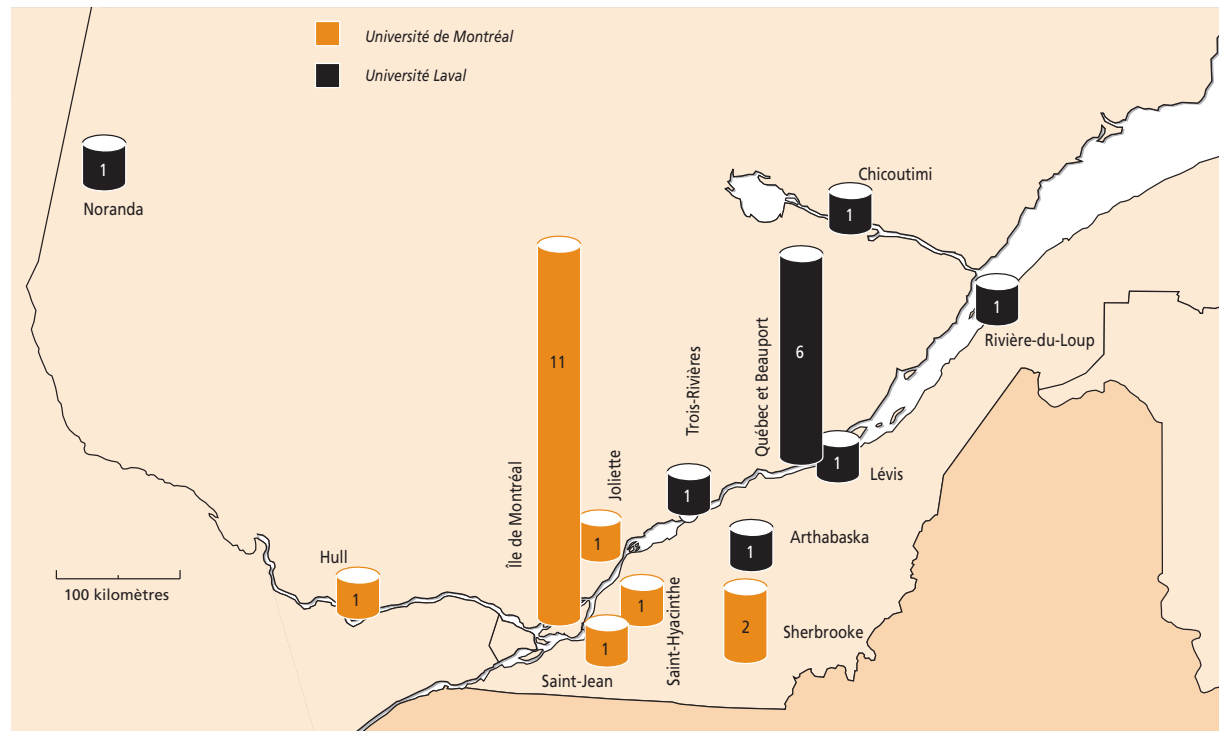 Université de Montréal
Université Laval
1
Noranda
Chicoutimi
1
1
Rivière-du-Loup
Québec et Beauport
6
11
Île de Montréal
Trois-Rivières
1
1
Lévis
Joliette
1
1
Arthabaska
Hull
1
100 kilomètres
1
Saint-Hyacinthe
2
Sherbrooke
1
Saint-Jean